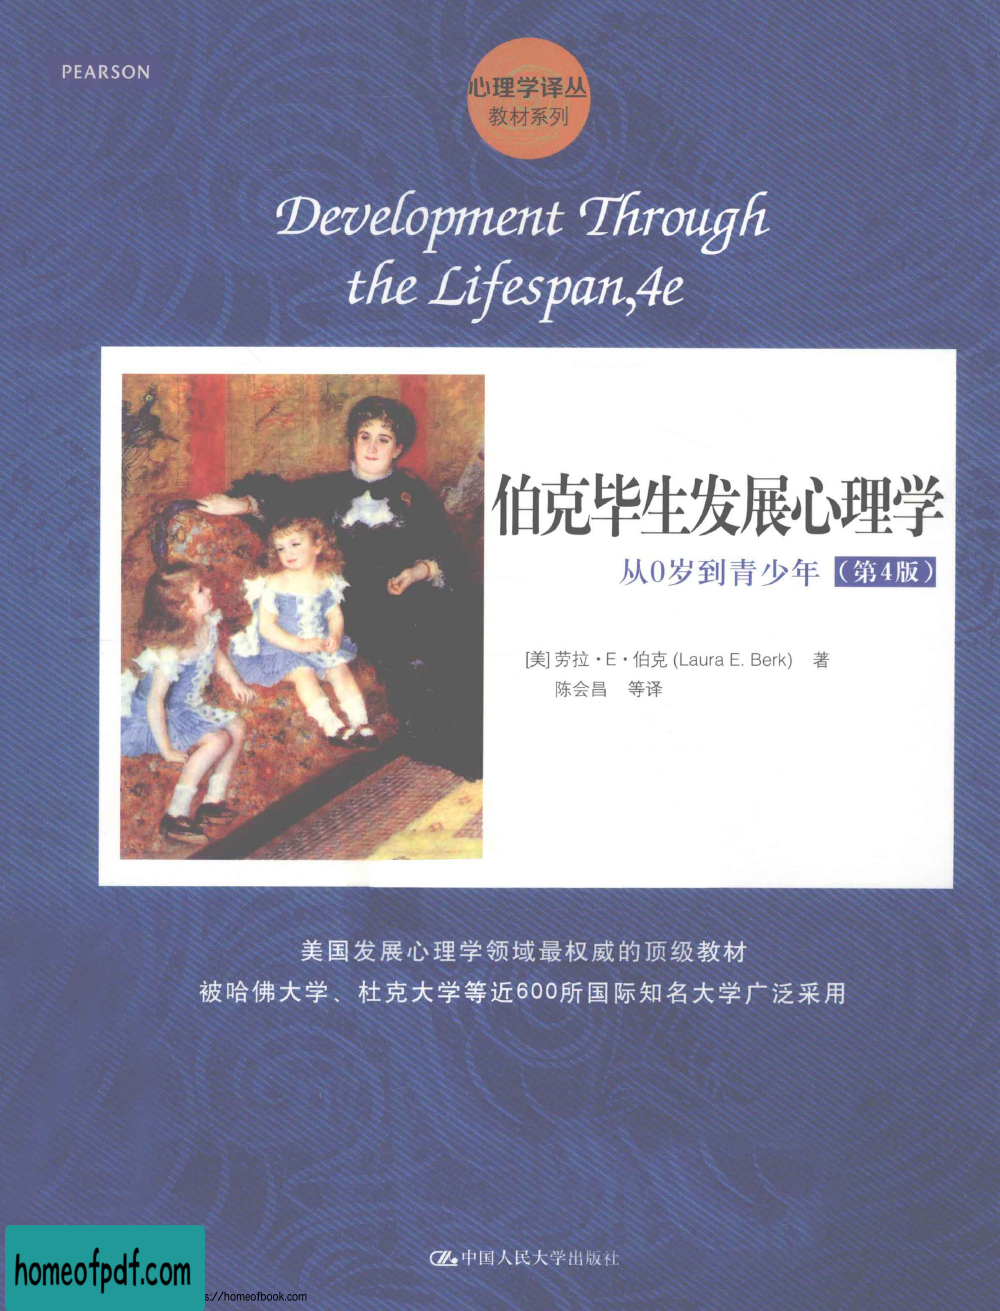 PEARSON
心理学译丛
教材系列
Development Through
the Lifespan,4e
伯克毕生发展心理学
从0岁到青少年（第4版）
[美] 劳拉·E·伯克 (Laura E. Berk) 著
陈会昌 等译
美国发展心理学领域最权威的顶级教材
被哈佛大学、杜克大学等近600所国际知名大学广泛采用
中国人民大学出版社
homeofpdf.com
s://homeofbook.com